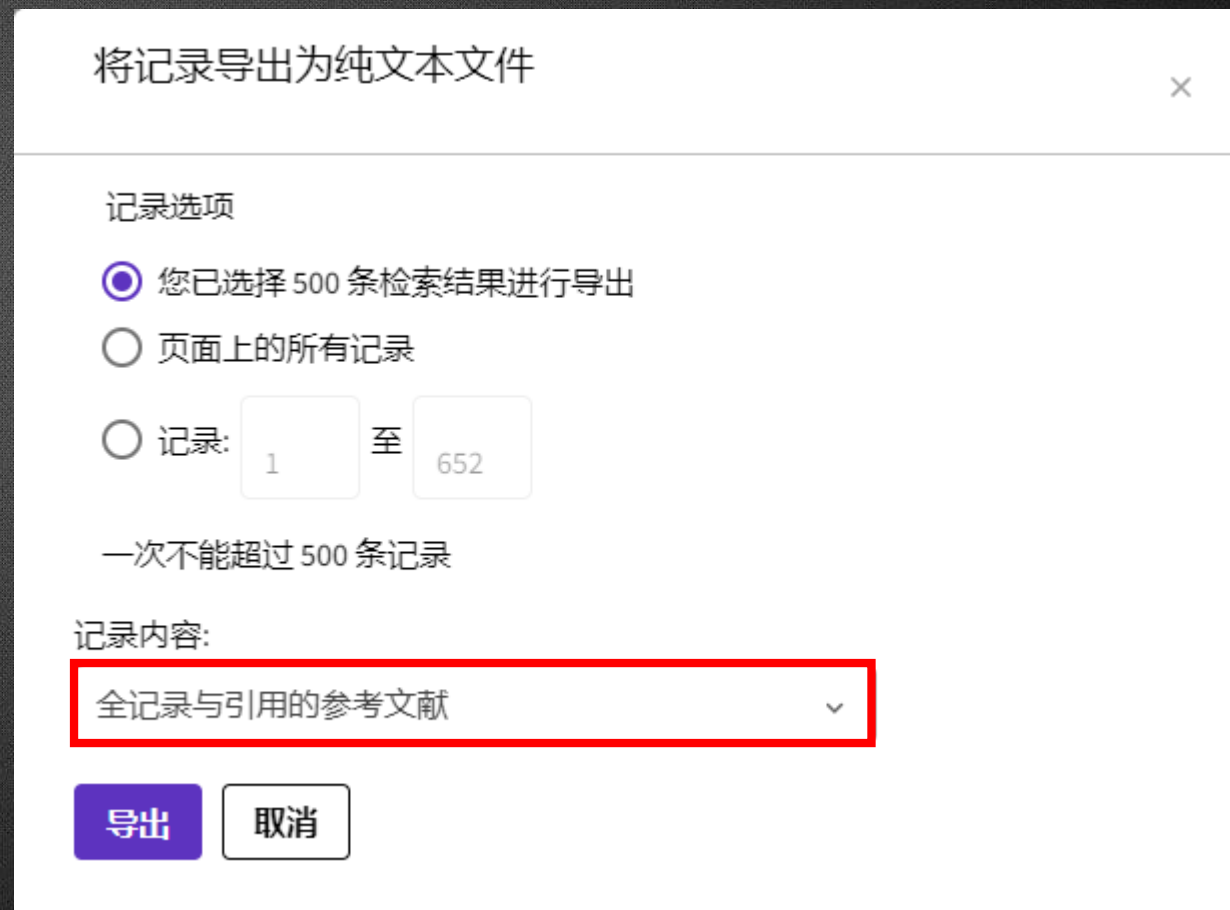 将记录导出为纯文本文件
×
记录选项
您已选择 500 条检索结果进行导出
页面上的所有记录
记录: 1 至 652
一次不能超过 500 条记录
记录内容:
全记录与引用的参考文献
导出 取消